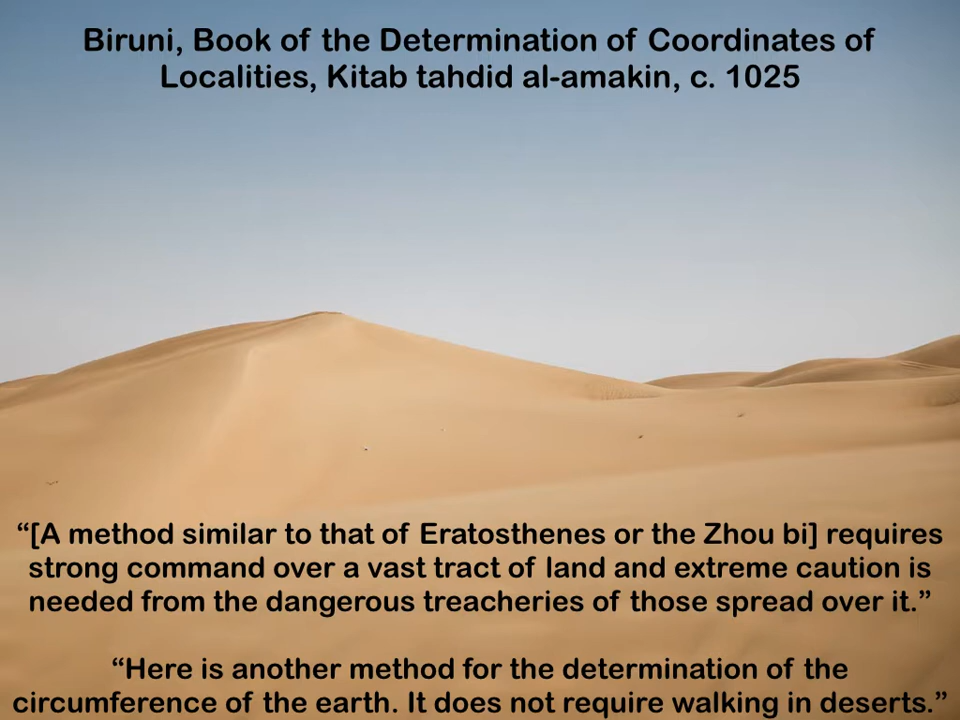 Biruni, Book of the Determination of Coordinates of
Localities, Kitab tahdid al-amakin, c. 1025
“[A method similar to that of Eratosthenes or the Zhou bi] requires
strong command over a vast tract of land and extreme caution is
needed from the dangerous treacheries of those spread over it.”
“Here is another method for the determination of the
circumference of the earth. It does not require walking in deserts.”